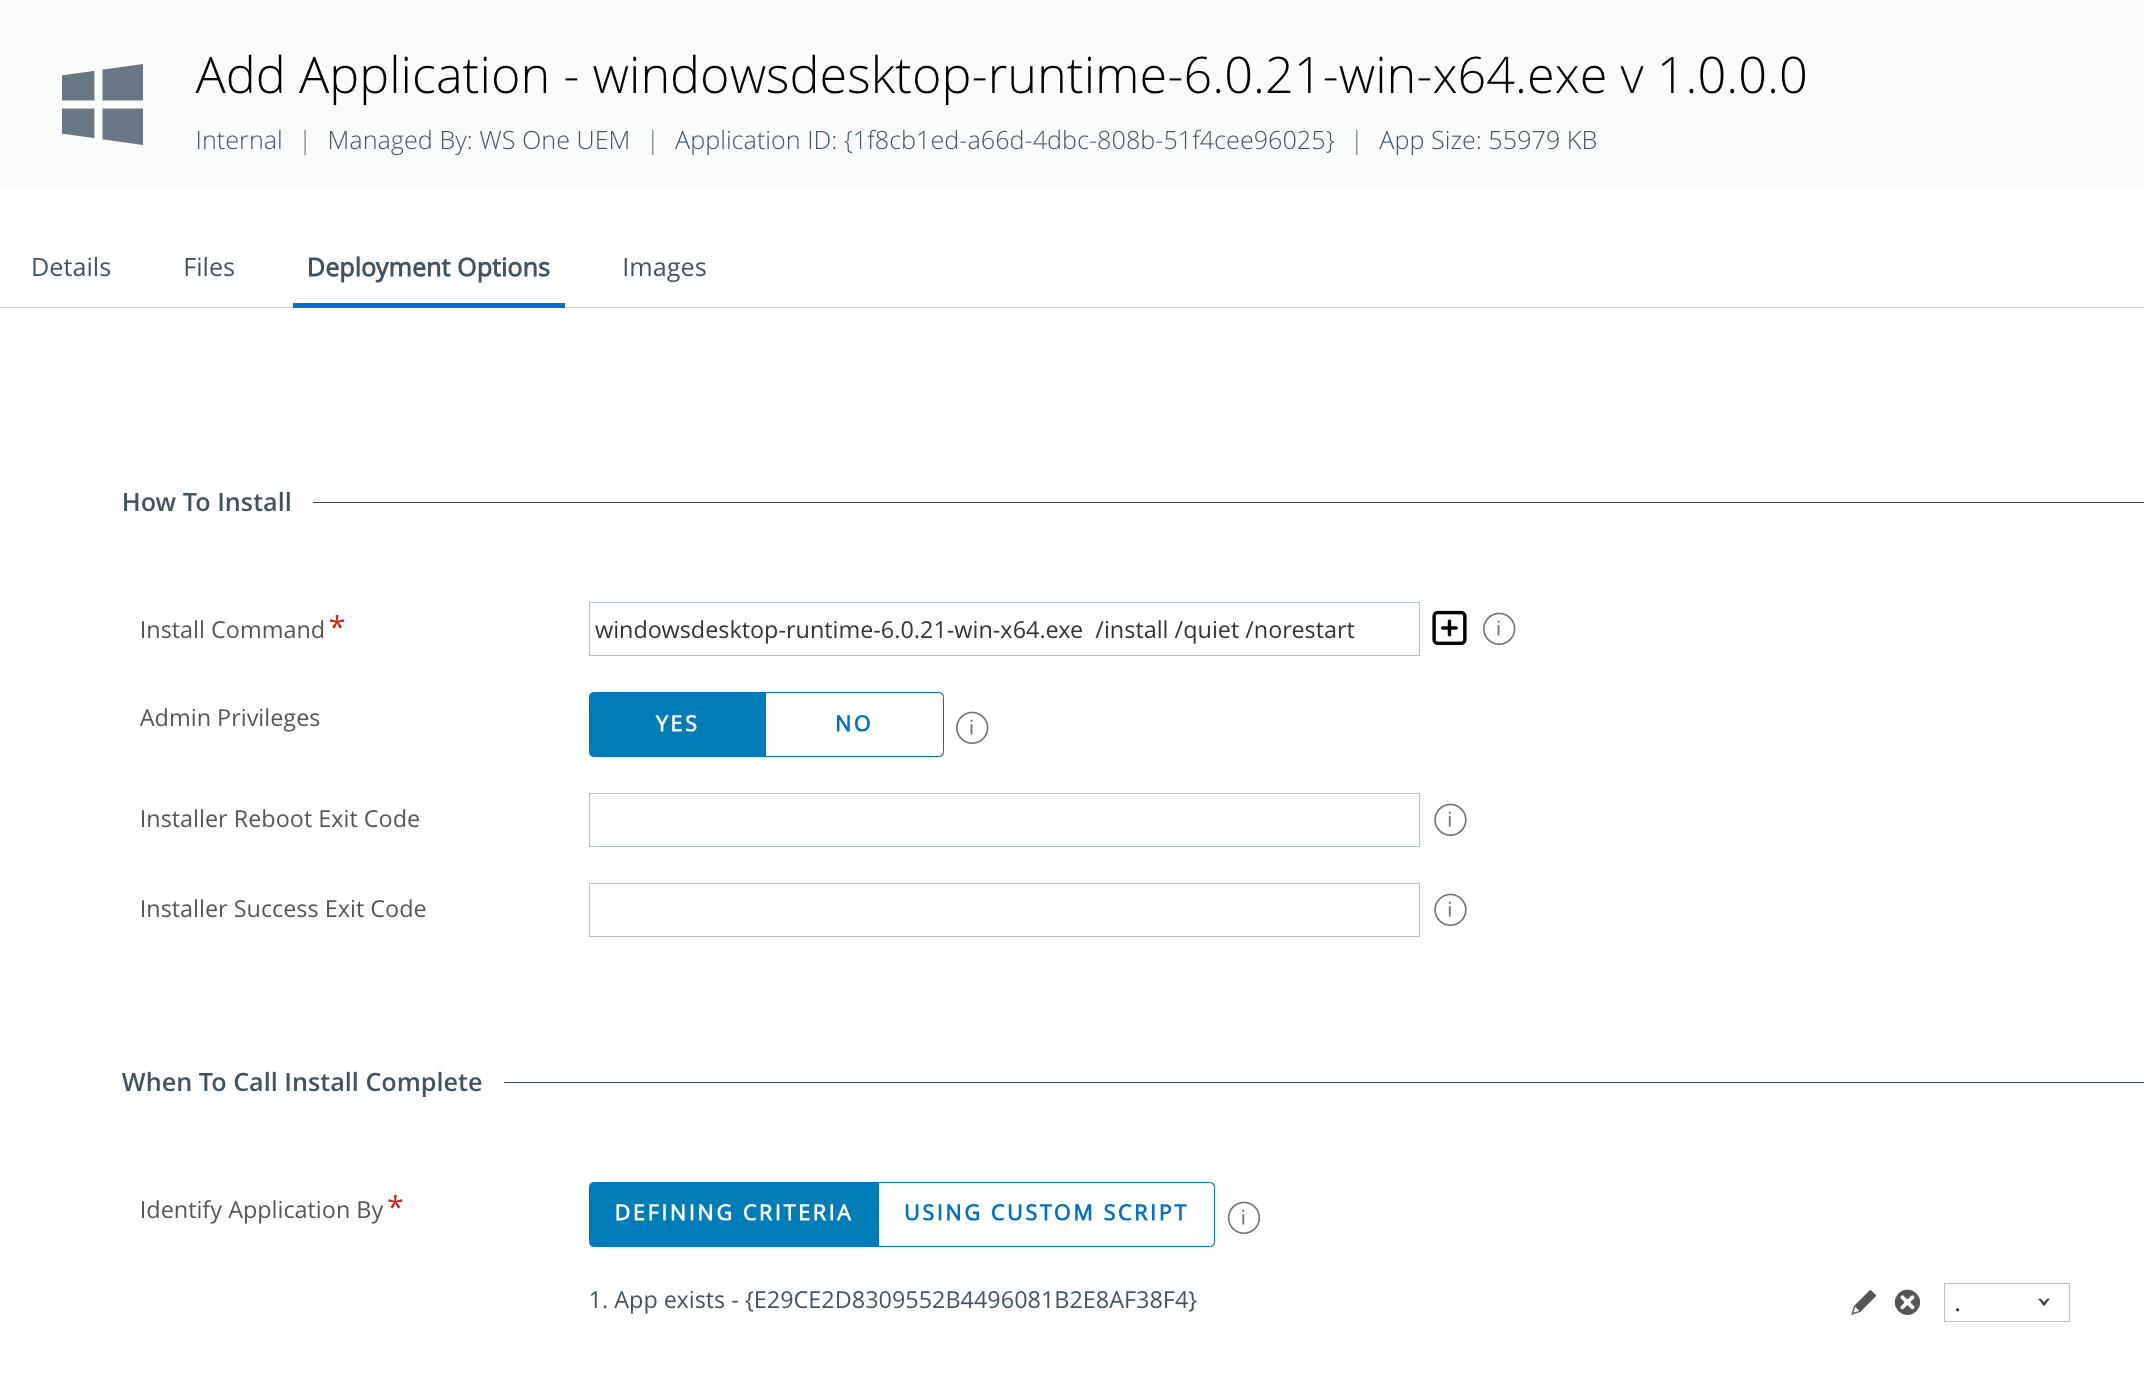 Add Application - windowsdesktop-runtime-6.0.21-win-x64.exe v 1.0.0.0
Internal | Managed By: WS One UEM | Application ID: {1f8cb1ed-a66d-4dbc-808b-51f4cee96025} | App Size: 55979 KB
Details Files Deployment Options Images
How To Install
Install Command * windowsdesktop-runtime-6.0.21-win-x64.exe  /install /quiet /norestart
Admin Privileges YES NO
Installer Reboot Exit Code
Installer Success Exit Code
When To Call Install Complete
Identify Application By * DEFINING CRITERIA USING CUSTOM SCRIPT
1. App exists - {E29CE2D8309552B4496081B2E8AF38F4} .